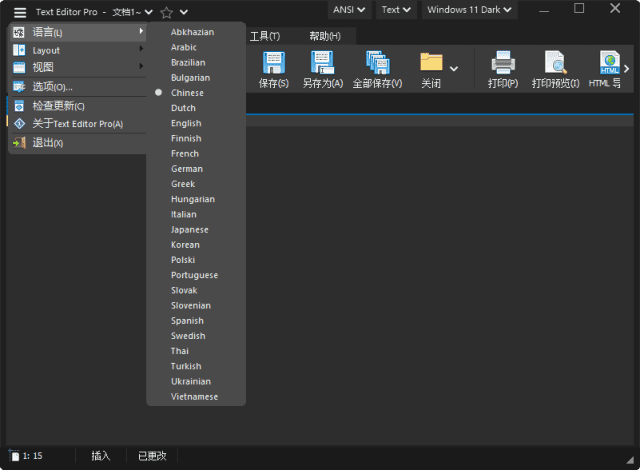 Text Editor Pro - 文档1~
ANSI
Text
Windows 11 Dark
语言(L)
Layout
视图
选项(O)...
检查更新(C)
关于Text Editor Pro(A)
退出(X)
Abkhazian
Arabic
Brazilian
Bulgarian
Chinese
Dutch
English
Finnish
French
German
Greek
Hungarian
Italian
Japanese
Korean
Polski
Portuguese
Slovak
Slovenian
Spanish
Swedish
Thai
Turkish
Ukrainian
Vietnamese
工具(T)
帮助(H)
保存(S)
另存为(A)
全部保存(V)
关闭
打印(P)
打印预览(I)
HTML
HTML 导
1: 15
插入
已更改